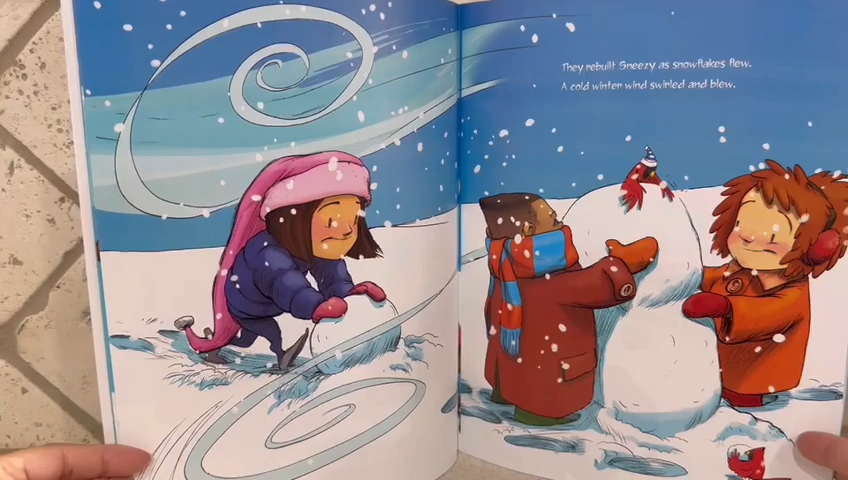 They rebuilt Sneezy as snowflakes flew.
A cold winter wind swirled and blew.